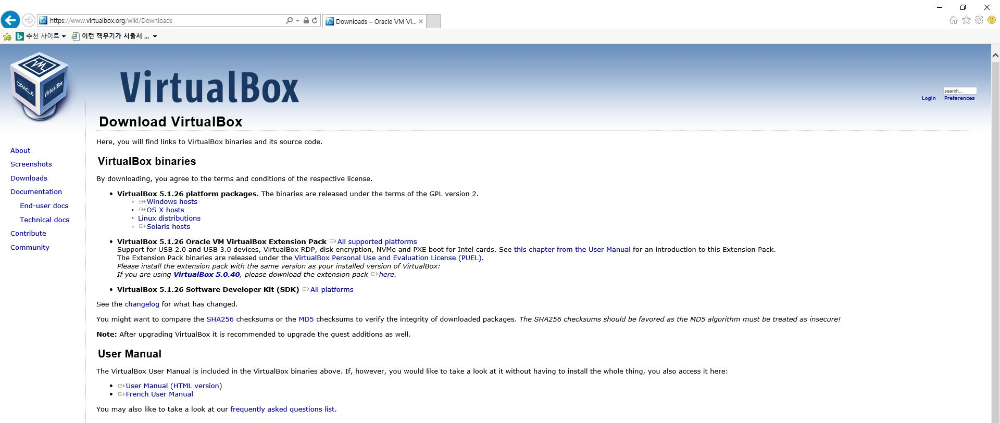 https://www.virtualbox.org/wiki/Downloads
Downloads – Oracle VM Vi...
추천 사이트
이런 핵무기가 서울서 ...
ORACLE
VirtualBox
VirtualBox
search...
Login Preferences
Download VirtualBox
Here, you will find links to VirtualBox binaries and its source code.
About
Screenshots
Downloads
Documentation
End-user docs
Technical docs
Contribute
Community
VirtualBox binaries
By downloading, you agree to the terms and conditions of the respective license.
• VirtualBox 5.1.26 platform packages. The binaries are released under the terms of the GPL version 2.
◦ Windows hosts
◦ OS X hosts
◦ Linux distributions
◦ Solaris hosts
• VirtualBox 5.1.26 Oracle VM VirtualBox Extension Pack All supported platforms
Support for USB 2.0 and USB 3.0 devices, VirtualBox RDP, disk encryption, NVMe and PXE boot for Intel cards. See this chapter from the User Manual for an introduction to this Extension Pack.
The Extension Pack binaries are released under the VirtualBox Personal Use and Evaluation License (PUEL).
Please install the extension pack with the same version as your installed version of VirtualBox:
If you are using VirtualBox 5.0.40, please download the extension pack here.
• VirtualBox 5.1.26 Software Developer Kit (SDK) All platforms
See the changelog for what has changed.
You might want to compare the SHA256 checksums or the MD5 checksums to verify the integrity of downloaded packages. The SHA256 checksums should be favored as the MD5 algorithm must be treated as insecure!
Note: After upgrading VirtualBox it is recommended to upgrade the guest additions as well.
User Manual
The VirtualBox User Manual is included in the VirtualBox binaries above. If, however, you would like to take a look at it without having to install the whole thing, you also access it here:
• User Manual (HTML version)
• French User Manual
You may also like to take a look at our frequently asked questions list.